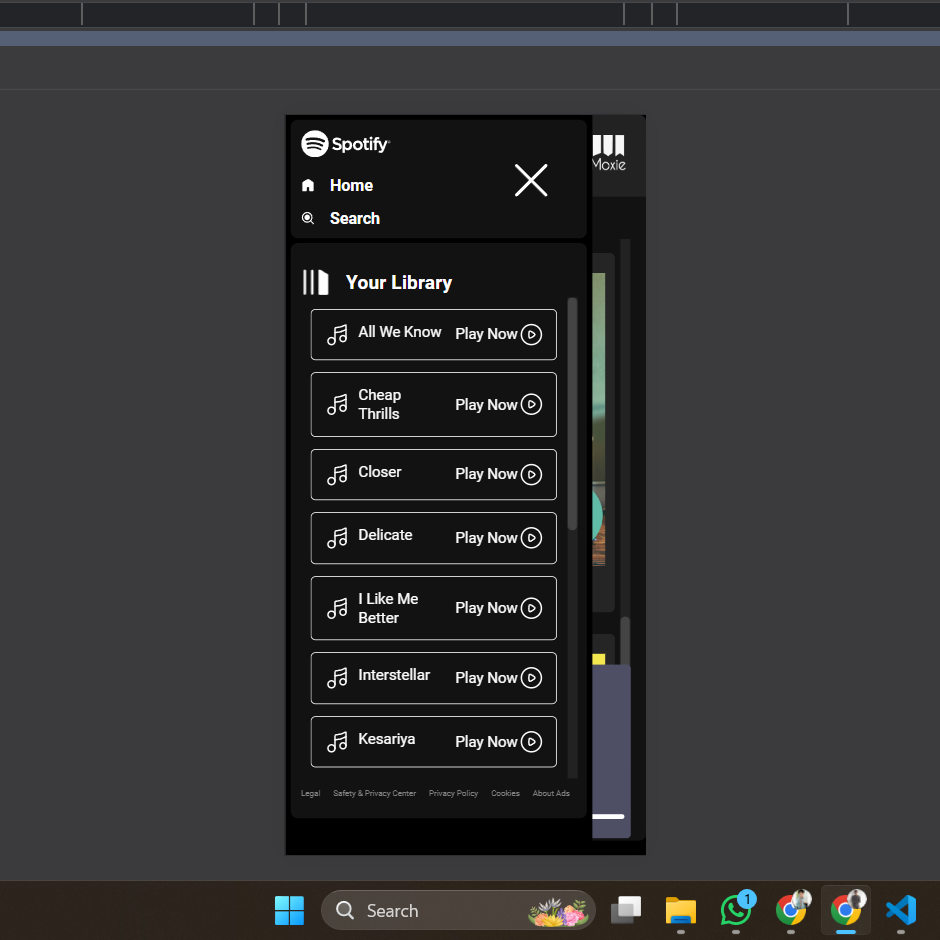 Spotify
Moxie
Home
Search
Your Library
All We Know Play Now
Cheap
Thrills
Play Now
Closer Play Now
Delicate Play Now
I Like Me
Better
Play Now
Interstellar Play Now
Kesariya Play Now
Legal Safety & Privacy Center Privacy Policy Cookies About Ads
Search
1